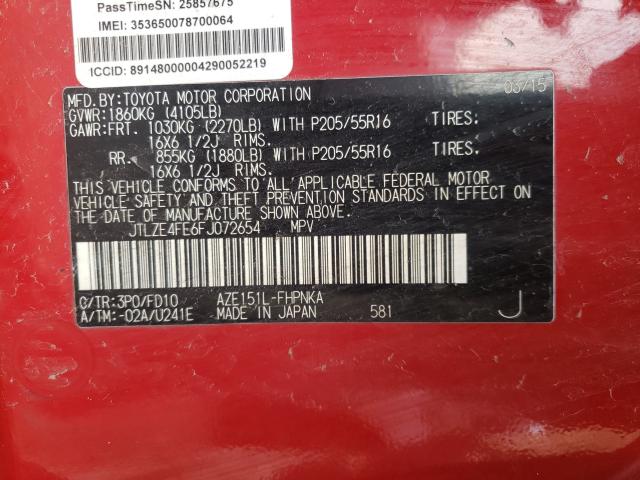 PassTimeSN: 25857675
IMEI: 353650078700064
ICCID: 89148000004290052219
MFD.BY:TOYOTA MOTOR CORPORATION 03/15
GVWR:1860KG (4105LB)
GAWR:FRT. 1030KG (2270LB) WITH P205/55R16 TIRES:
16X6 1/2J RIMS.
RR. 855KG (1880LB) WITH P205/55R16 TIRES:
16X6 1/2J RIMS.
THIS VEHICLE CONFORMS TO ALL APPLICABLE FEDERAL MOTOR
VEHICLE SAFETY AND THEFT PREVENTION STANDARDS IN EFFECT ON
THE DATE OF MANUFACTURE SHOWN ABOVE.
JTLZE4FE6FJ072654 MPV
C/TR:3P0/FD10 AZE151L-FHPNKA
A/TM:-02A/U241E MADE IN JAPAN 581 J